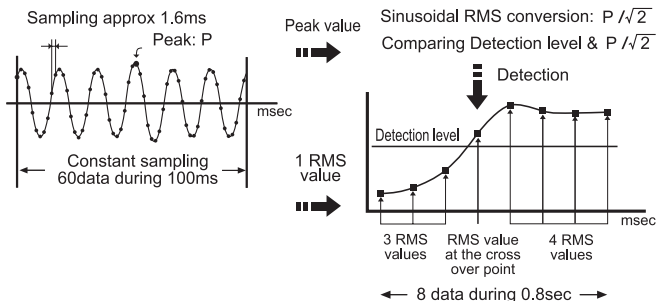 Sampling approx 1.6ms
Peak: P
msec
Constant sampling
60data during 100ms
Peak value
1 RMS
value
Sinusoidal RMS conversion: P/√2
Comparing Detection level & P/√2
Detection
Detection level
msec
3 RMS
values
RMS value
at the cross
over point
4 RMS
values
8 data during 0.8sec